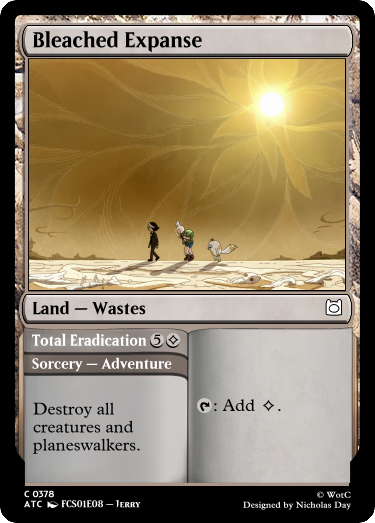 Bleached Expanse
Land — Wastes
Total Eradication 5
Sorcery — Adventure
Destroy all
creatures and
planeswalkers.
: Add .
C 0378
ATC FCS01E08 — Jerry
© WotC
Designed by Nicholas Day